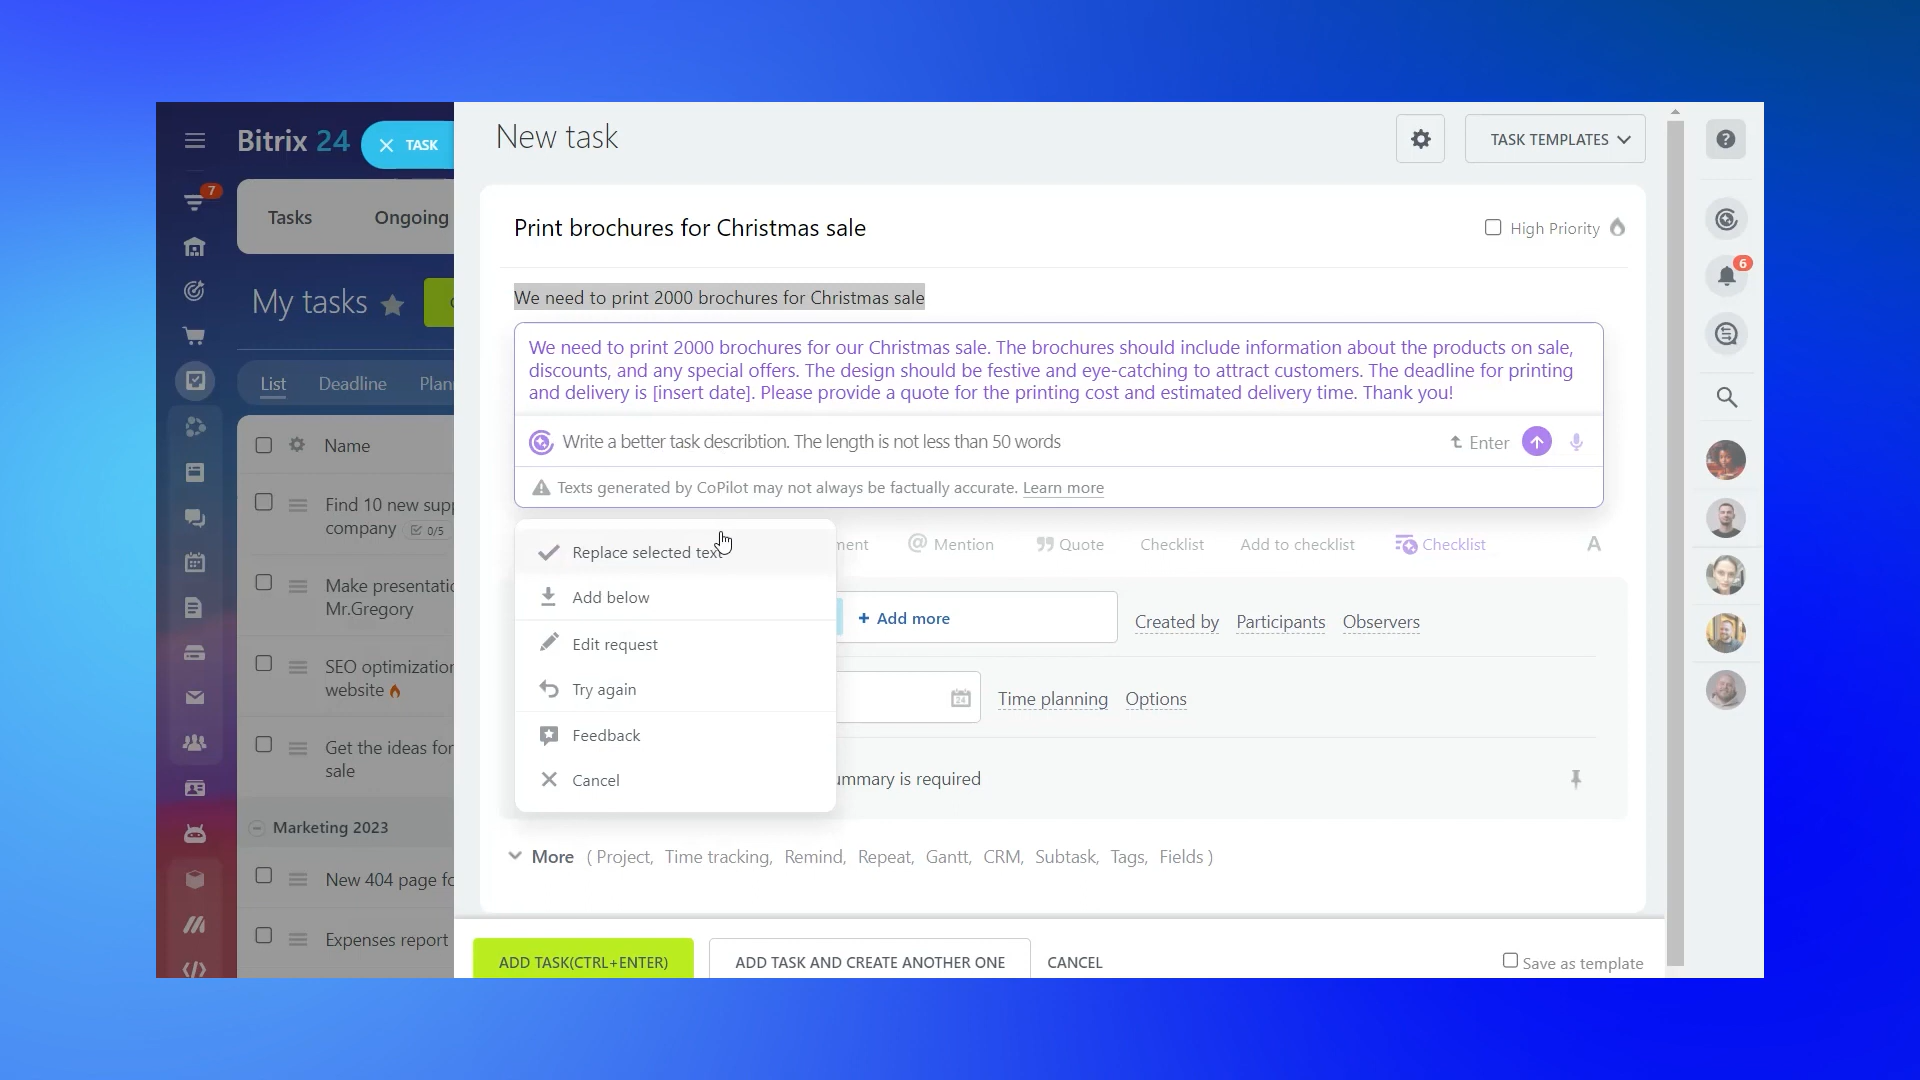 Bitrix 24
TASK
7
Tasks
Ongoing
My tasks
List
Deadline
Plan
Name
Find 10 new supp
company
0/5
Make presentatio
Mr.Gregory
SEO optimization
website
Get the ideas for
sale
Marketing 2023
New 404 page fo
Expenses report
New task
TASK TEMPLATES
Print brochures for Christmas sale
High Priority
We need to print 2000 brochures for Christmas sale
We need to print 2000 brochures for our Christmas sale. The brochures should include information about the products on sale,
discounts, and any special offers. The design should be festive and eye-catching to attract customers. The deadline for printing
and delivery is [insert date]. Please provide a quote for the printing cost and estimated delivery time. Thank you!
Write a better task describtion. The length is not less than 50 words
Enter
Texts generated by CoPilot may not always be factually accurate. Learn more
Replace selected text
Add below
Edit request
Try again
Feedback
Cancel
ment
@ Mention
Quote
Checklist
Add to checklist
Checklist
A
+ Add more
Created by
Participants
Observers
24
Time planning
Options
ummary is required
More ( Project, Time tracking, Remind, Repeat, Gantt, CRM, Subtask, Tags, Fields )
ADD TASK(CTRL+ENTER)
ADD TASK AND CREATE ANOTHER ONE
CANCEL
Save as template
?
6